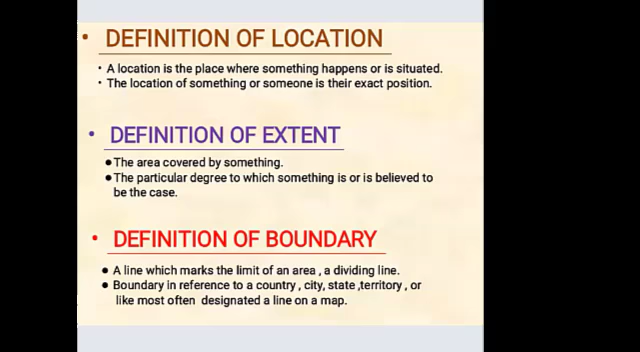 • DEFINITION OF LOCATION
• A location is the place where something happens or is situated.
• The location of something or someone is their exact position.
• DEFINITION OF EXTENT
● The area covered by something.
● The particular degree to which something is or is believed to
be the case.
• DEFINITION OF BOUNDARY
● A line which marks the limit of an area , a dividing line.
● Boundary in reference to a country , city, state ,territory , or
like most often designated a line on a map.